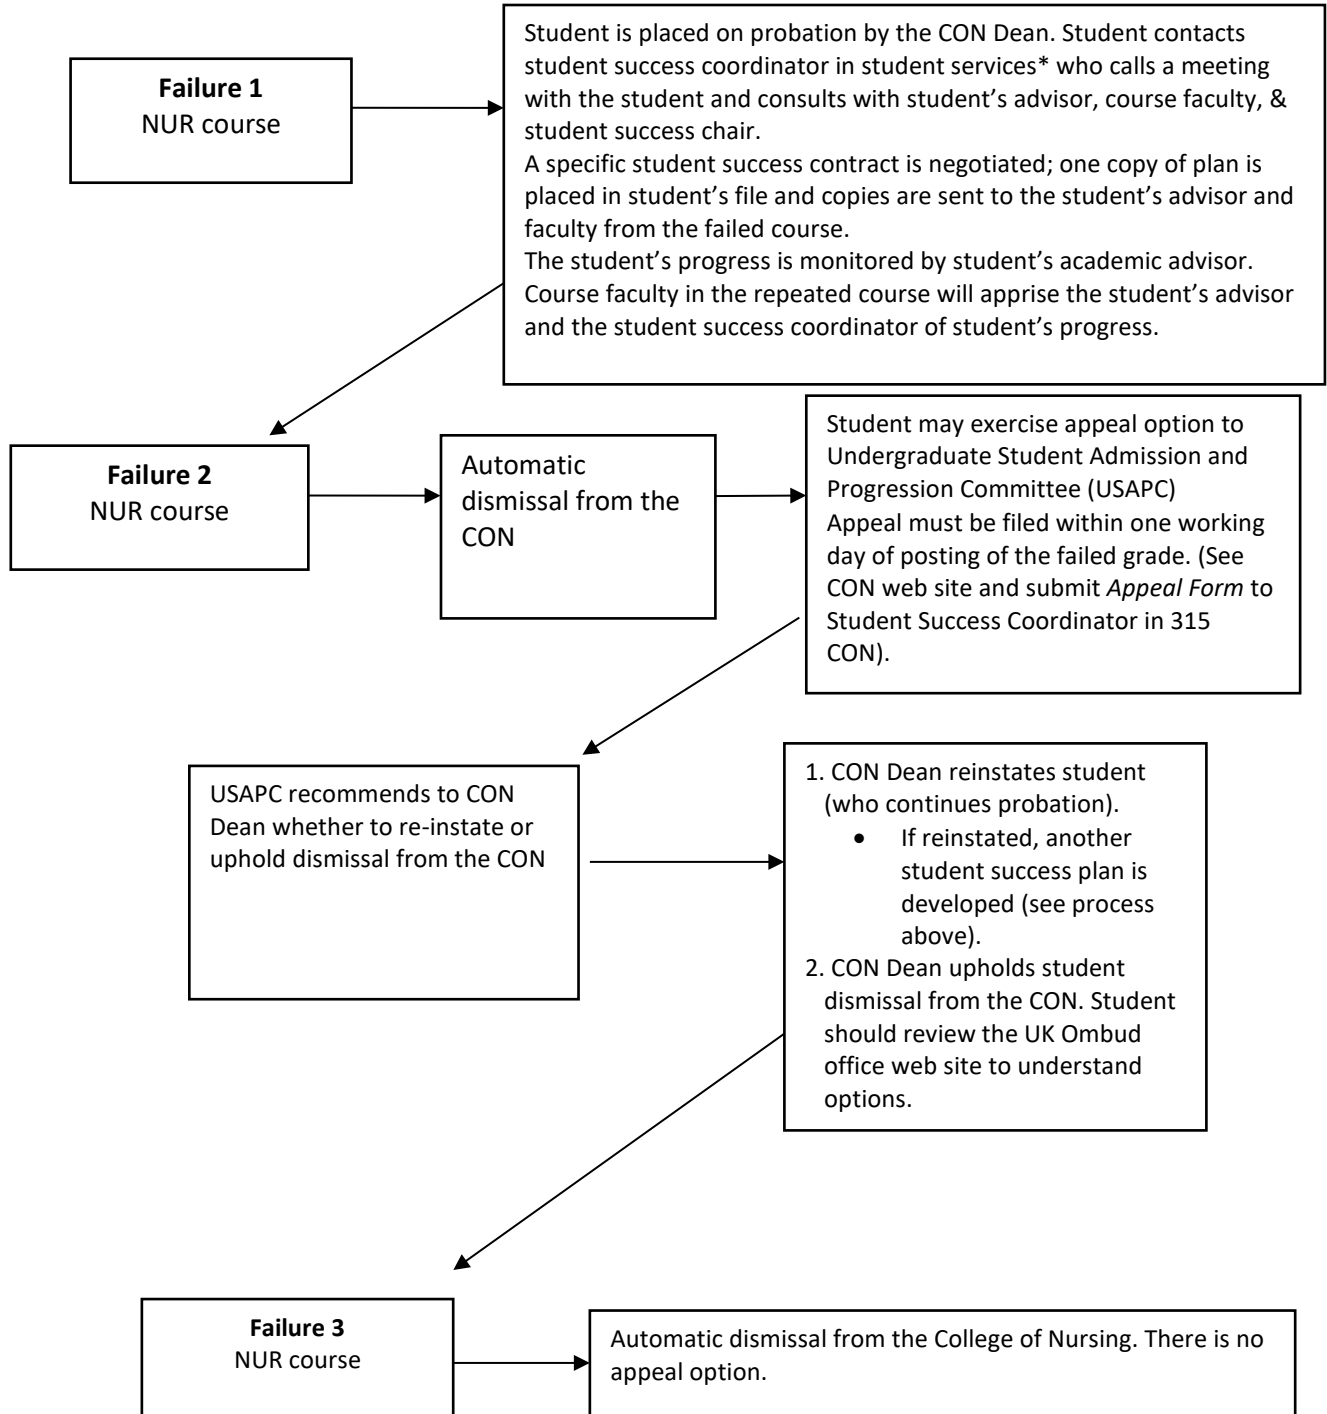 Failure 1
NUR course
Student is placed on probation by the CON Dean. Student contacts
student success coordinator in student services* who calls a meeting
with the student and consults with student’s advisor, course faculty, &
student success chair.
A specific student success contract is negotiated; one copy of plan is
placed in student’s file and copies are sent to the student’s advisor and
faculty from the failed course.
The student’s progress is monitored by student’s academic advisor.
Course faculty in the repeated course will apprise the student’s advisor
and the student success coordinator of student’s progress.
Failure 2
NUR course
Automatic
dismissal from the
CON
Student may exercise appeal option to
Undergraduate Student Admission and
Progression Committee (USAPC)
Appeal must be filed within one working
day of posting of the failed grade. (See
CON web site and submit Appeal Form to
Student Success Coordinator in 315
CON).
USAPC recommends to CON
Dean whether to re-instate or
uphold dismissal from the CON
1. CON Dean reinstates student
(who continues probation).
• If reinstated, another
student success plan is
developed (see process
above).
2. CON Dean upholds student
dismissal from the CON. Student
should review the UK Ombud
office web site to understand
options.
Failure 3
NUR course
Automatic dismissal from the College of Nursing. There is no
appeal option.